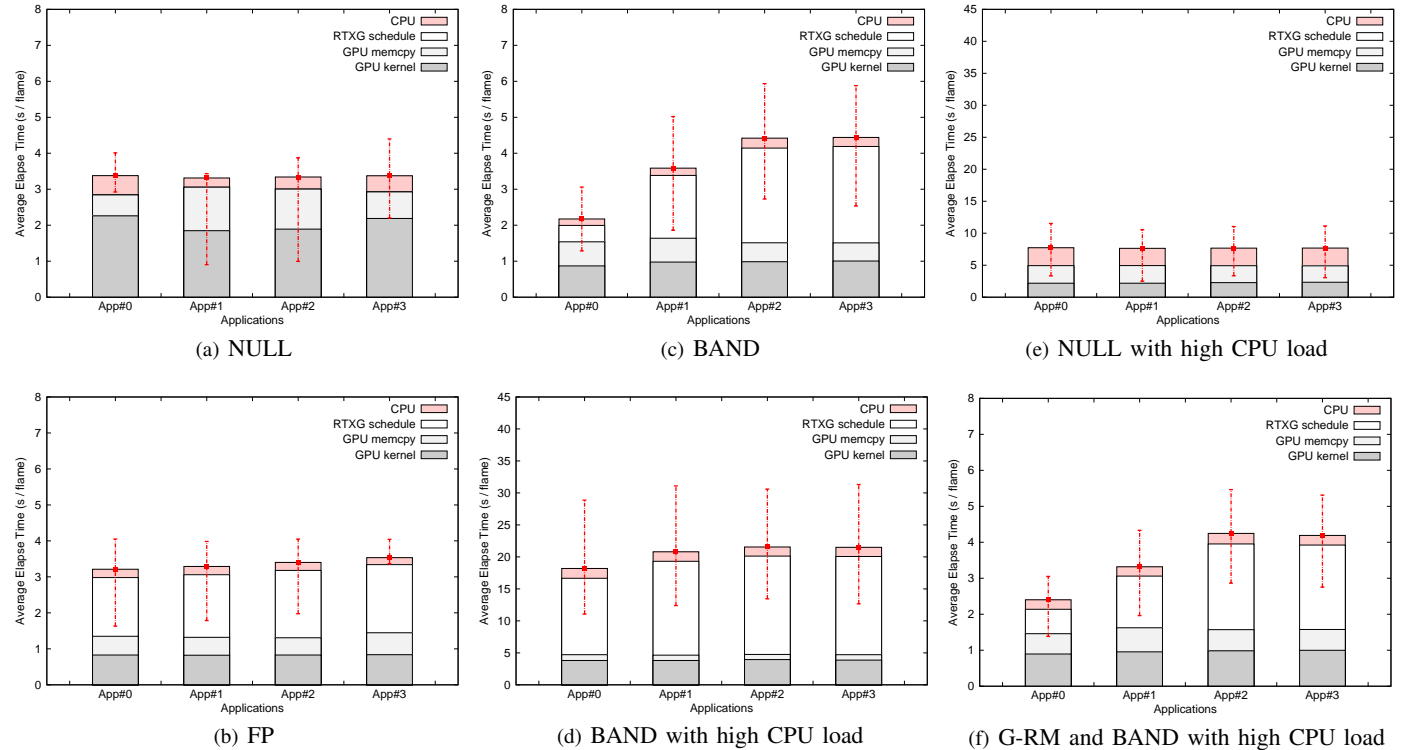 8
7
6
5
4
3
2
1
0
Average Elapse Time (s / flame)
CPU
RTXG schedule
GPU memcpy
GPU kernel
App#0 App#1 App#2 App#3
Applications
(a) NULL
8
7
6
5
4
3
2
1
0
Average Elapse Time (s / flame)
CPU
RTXG schedule
GPU memcpy
GPU kernel
App#0 App#1 App#2 App#3
Applications
(c) BAND
45
40
35
30
25
20
15
10
5
0
Average Elapse Time (s / flame)
CPU
RTXG schedule
GPU memcpy
GPU kernel
App#0 App#1 App#2 App#3
Applications
(e) NULL with high CPU load
8
7
6
5
4
3
2
1
0
Average Elapse Time (s / flame)
CPU
RTXG schedule
GPU memcpy
GPU kernel
App#0 App#1 App#2 App#3
Applications
(b) FP
45
40
35
30
25
20
15
10
5
0
Average Elapse Time (s / flame)
CPU
RTXG schedule
GPU memcpy
GPU kernel
App#0 App#1 App#2 App#3
Applications
(d) BAND with high CPU load
8
7
6
5
4
3
2
1
0
Average Elapse Time (s / flame)
CPU
RTXG schedule
GPU memcpy
GPU kernel
App#0 App#1 App#2 App#3
Applications
(f) G-RM and BAND with high CPU load